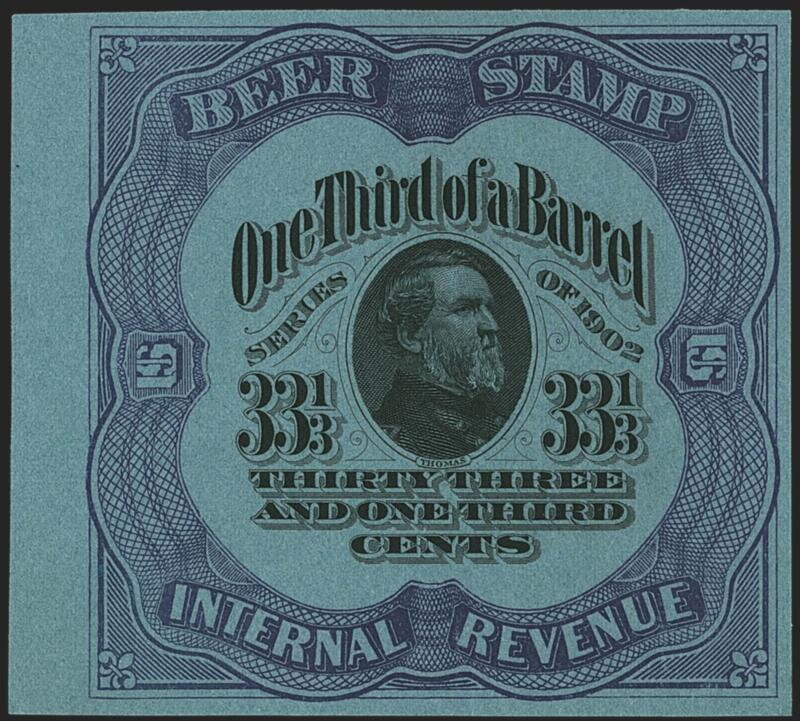 BEER STAMP
One Third of a Barrel
SERIES OF 1902
33 1/3 33 1/3
THOMAS
THIRTY THREE
AND ONE THIRD
CENTS
INTERNAL REVENUE